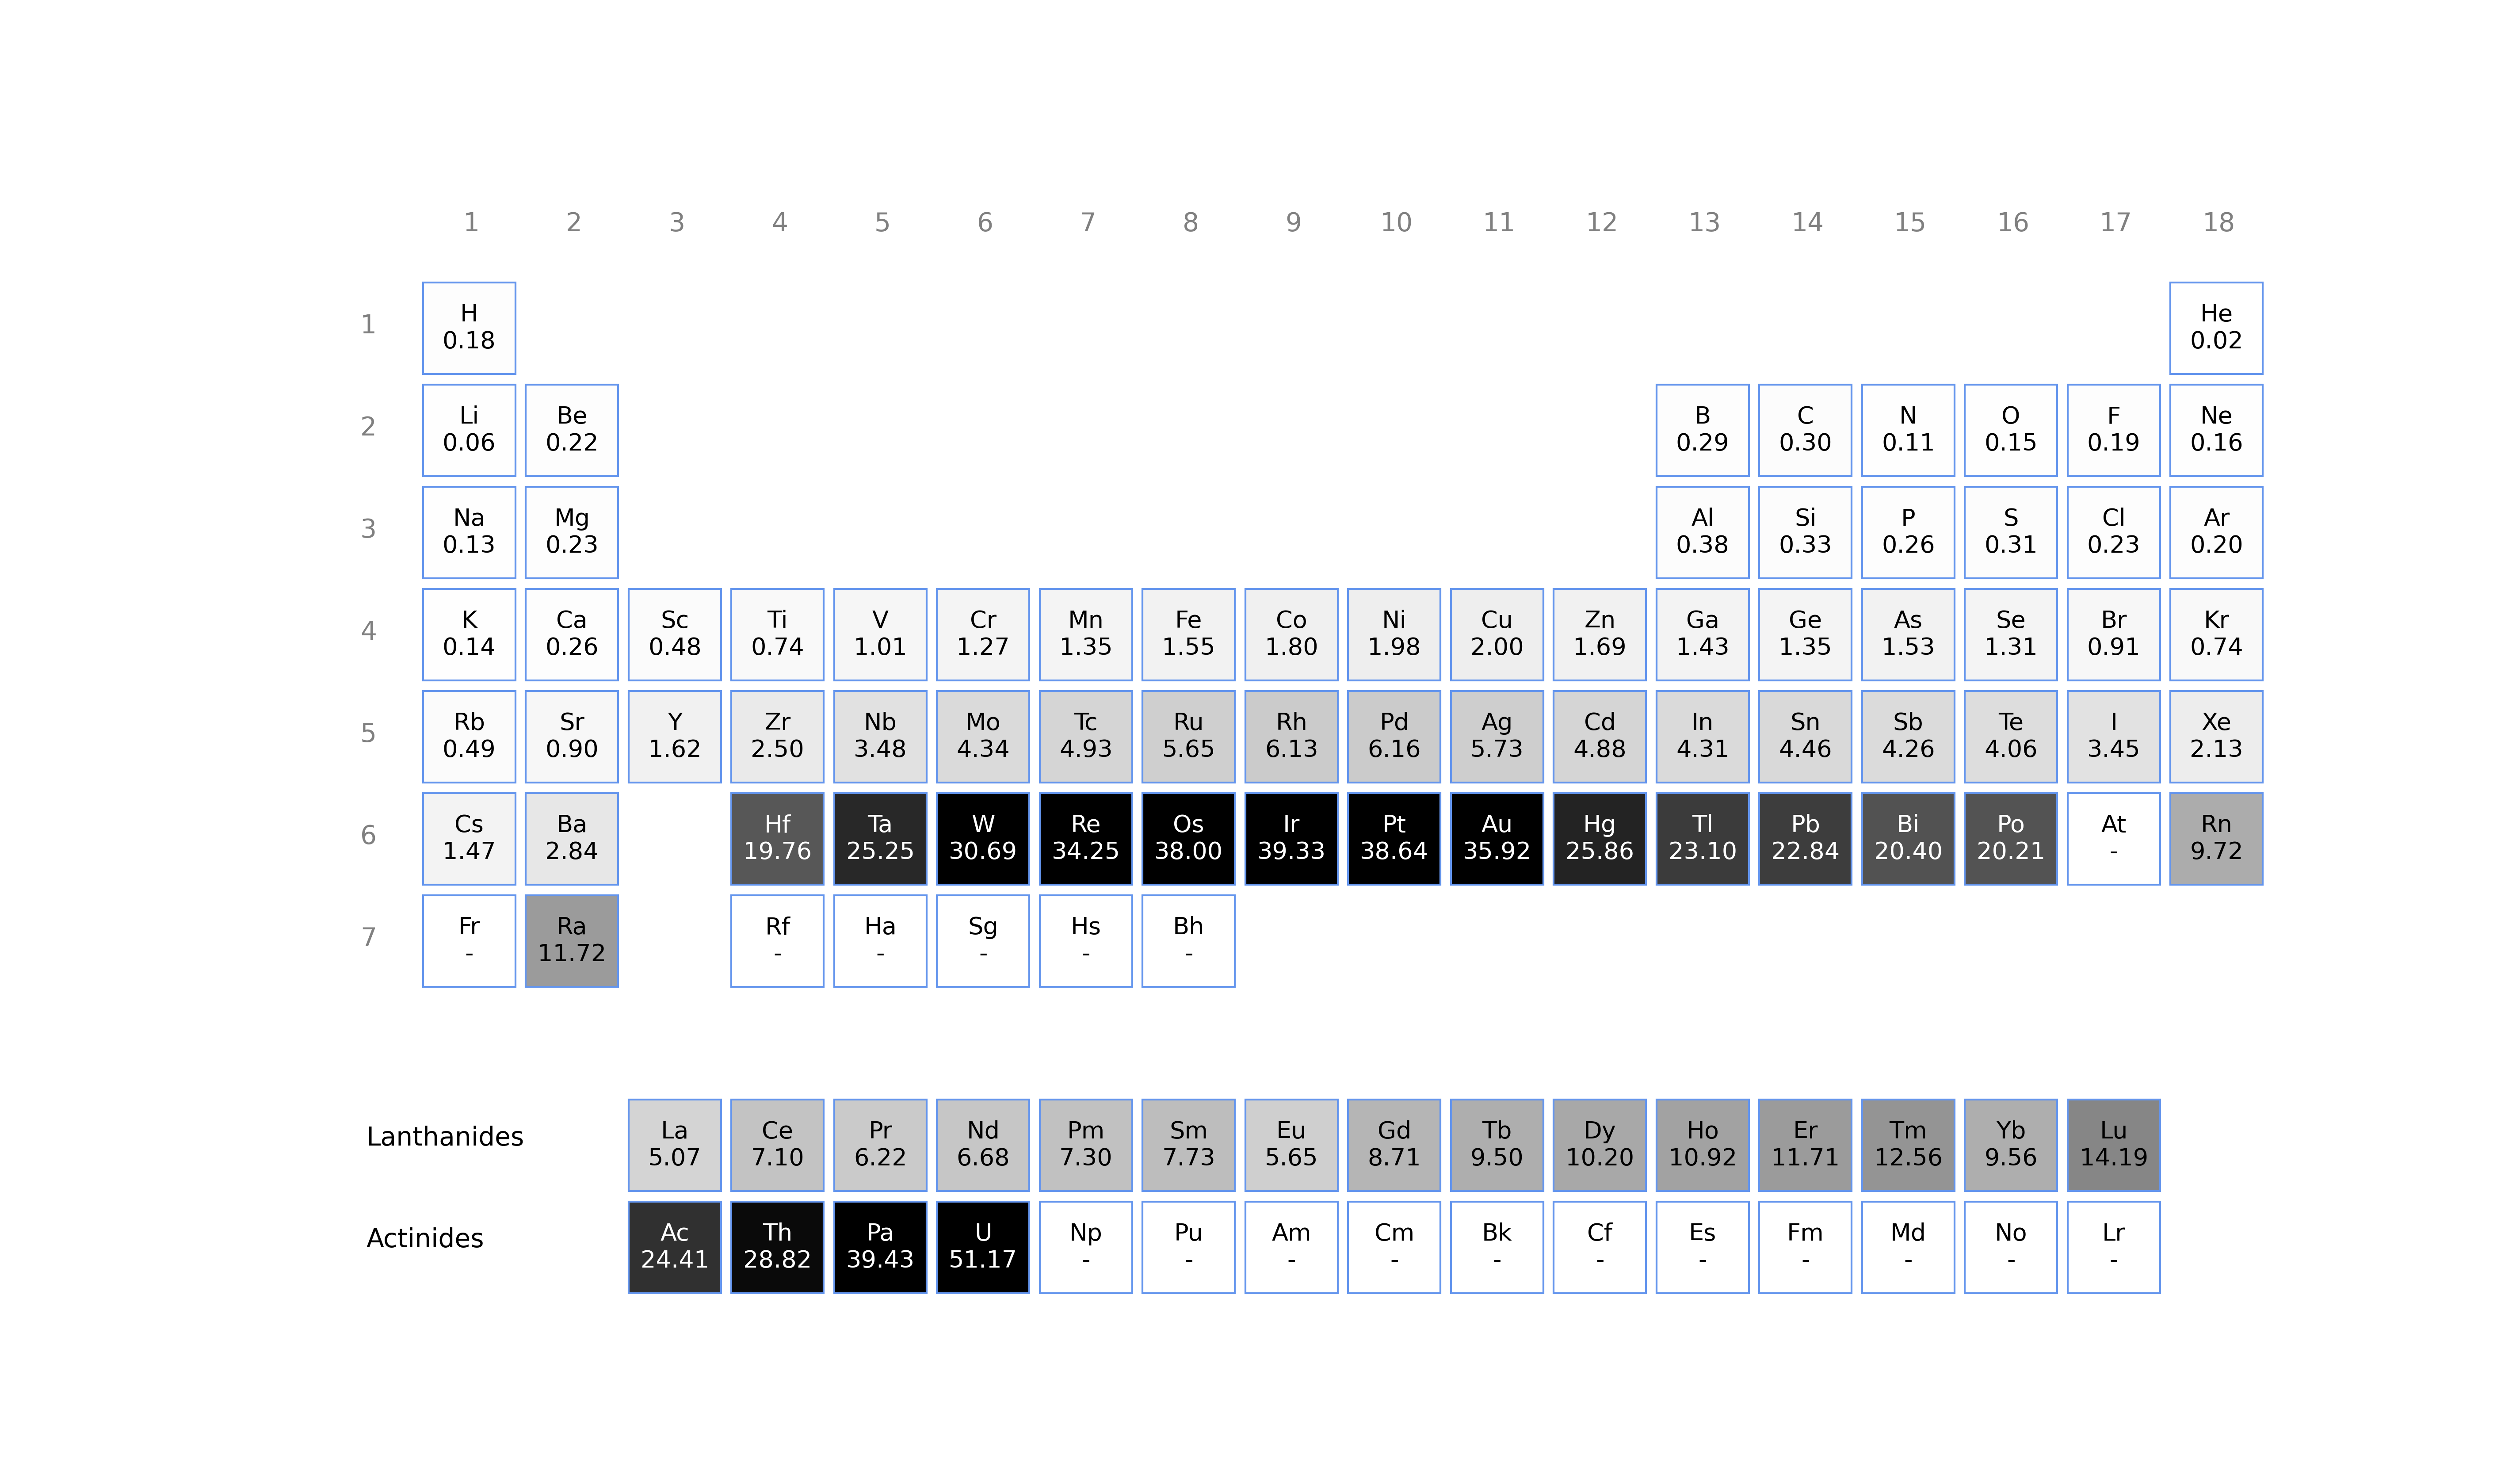 1 2 3 4 5 6 7 8 9 10 11 12 13 14 15 16 17 18
1 H He
0.18 0.02
2 Li Be B C N O F Ne
0.06 0.22 0.29 0.30 0.11 0.15 0.19 0.16
3 Na Mg Al Si P S Cl Ar
0.13 0.23 0.38 0.33 0.26 0.31 0.23 0.20
4 K Ca Sc Ti V Cr Mn Fe Co Ni Cu Zn Ga Ge As Se Br Kr
0.14 0.26 0.48 0.74 1.01 1.27 1.35 1.55 1.80 1.98 2.00 1.69 1.43 1.35 1.53 1.31 0.91 0.74
5 Rb Sr Y Zr Nb Mo Tc Ru Rh Pd Ag Cd In Sn Sb Te I Xe
0.49 0.90 1.62 2.50 3.48 4.34 4.93 5.65 6.13 6.16 5.73 4.88 4.31 4.46 4.26 4.06 3.45 2.13
6 Cs Ba Hf Ta W Re Os Ir Pt Au Hg Tl Pb Bi Po At Rn
1.47 2.84 19.76 25.25 30.69 34.25 38.00 39.33 38.64 35.92 25.86 23.10 22.84 20.40 20.21 - 9.72
7 Fr Ra Rf Ha Sg Hs Bh
- 11.72 - - - - -
Lanthanides La Ce Pr Nd Pm Sm Eu Gd Tb Dy Ho Er Tm Yb Lu
5.07 7.10 6.22 6.68 7.30 7.73 5.65 8.71 9.50 10.20 10.92 11.71 12.56 9.56 14.19
Actinides Ac Th Pa U Np Pu Am Cm Bk Cf Es Fm Md No Lr
24.41 28.82 39.43 51.17 - - - - - - - - - - -